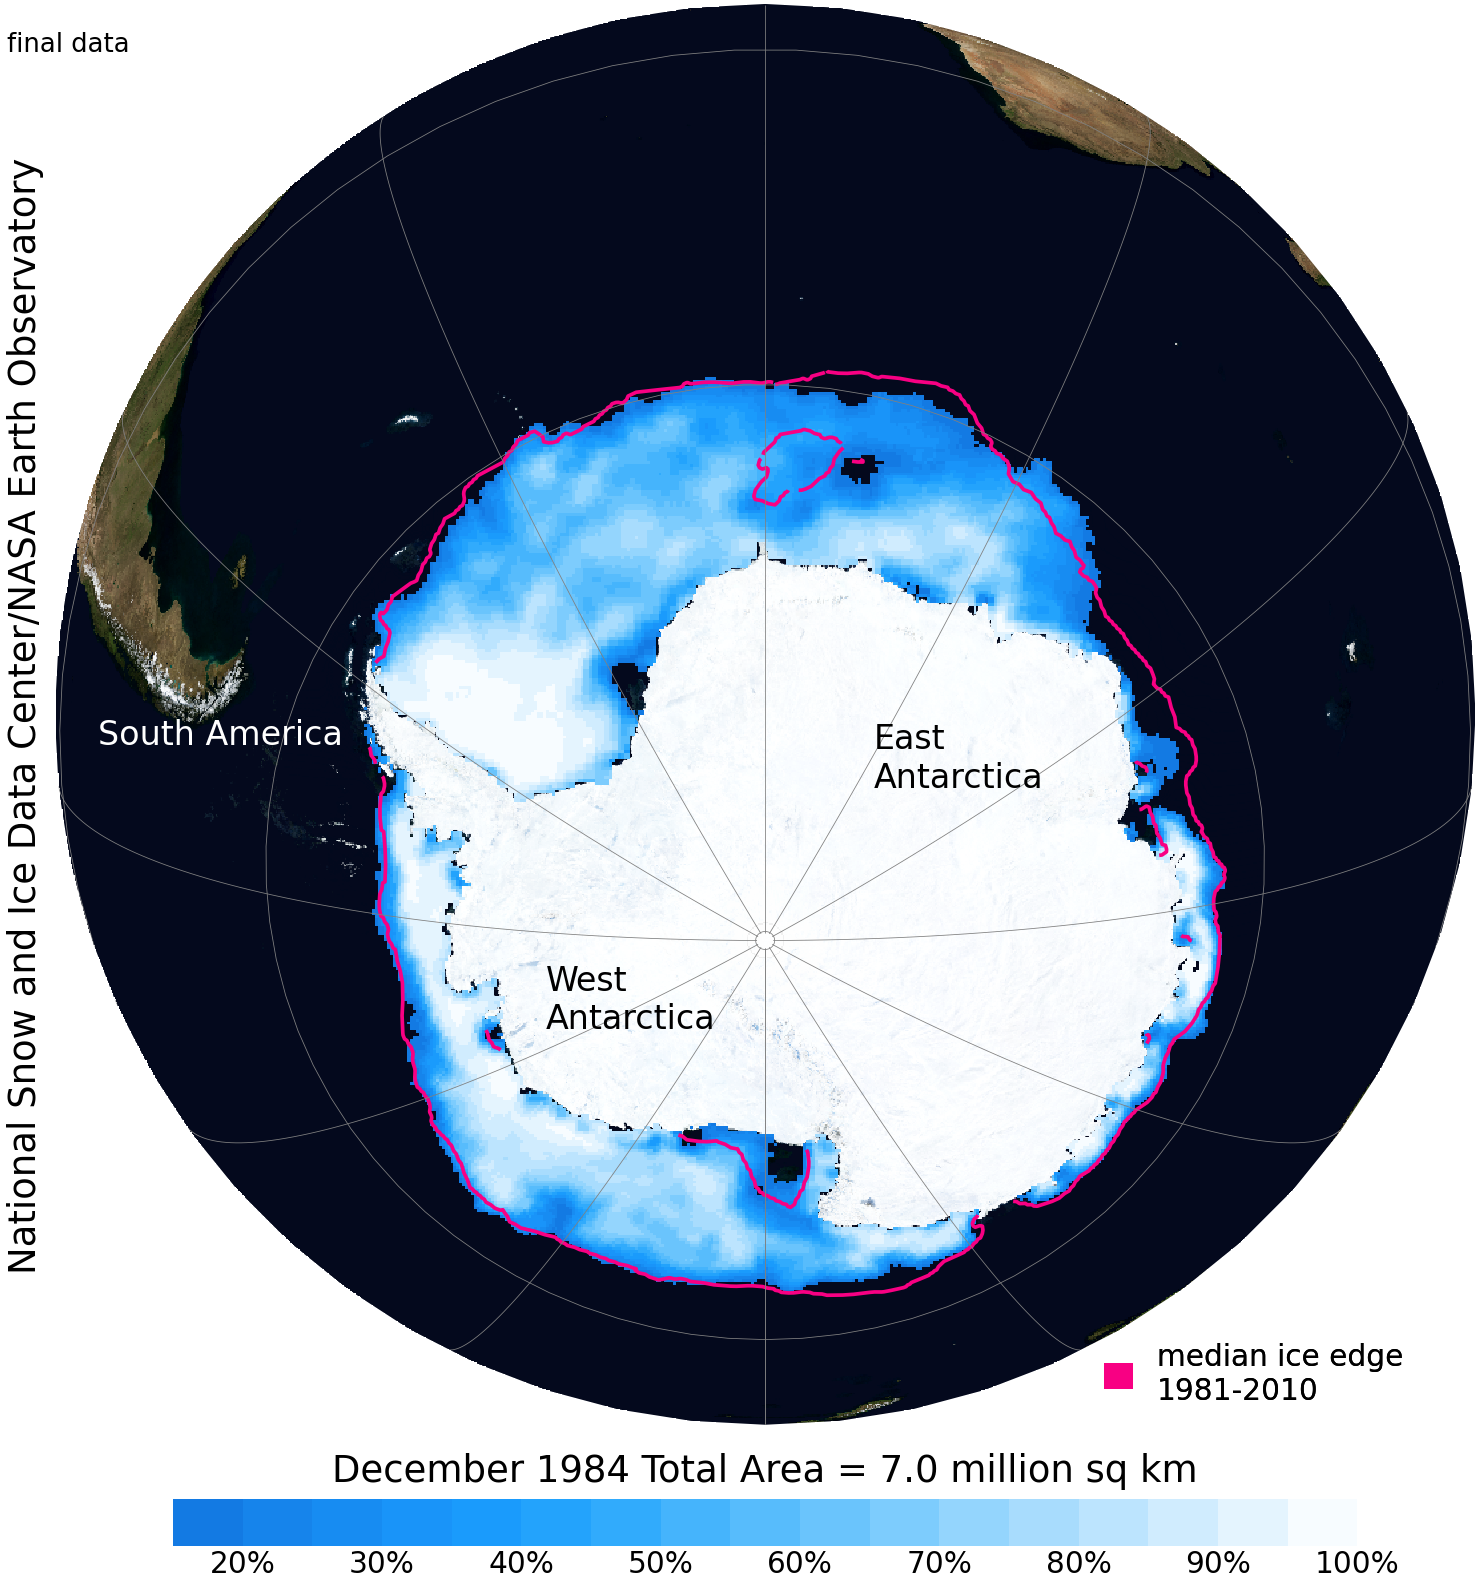 final data
National Snow and Ice Data Center/NASA Earth Observatory
South America
East
Antarctica
West
Antarctica
median ice edge
1981-2010
December 1984 Total Area = 7.0 million sq km
20% 30% 40% 50% 60% 70% 80% 90% 100%